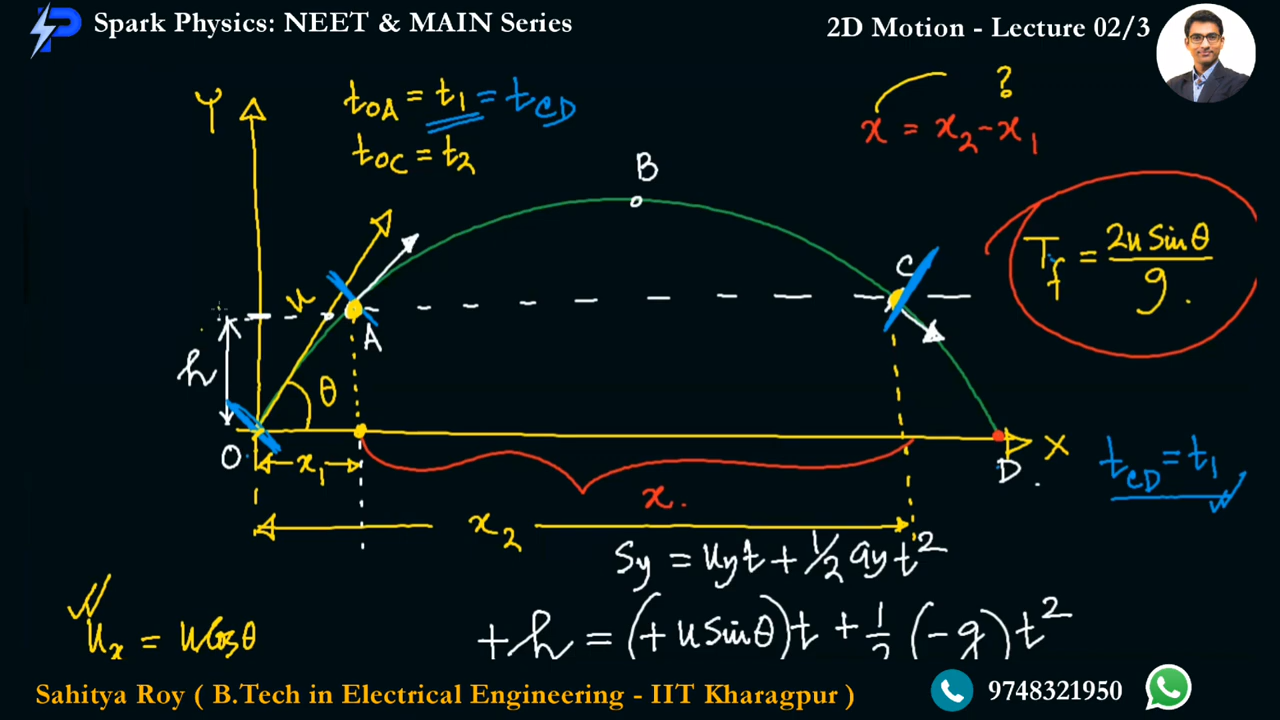 Spark Physics: NEET & MAIN Series
2D Motion - Lecture 02/3
t_OA = t_1 = t_CD
t_OC = t_2
?
x = x_2 - x_1
Y
B
T_f = 2u Sinθ / g.
C
u
A
h
θ
O
x_1
X
D.
t_CD = t_1
x.
x_2
S_y = u_y t + 1/2 a_y t^2
u_x = u Cosθ
+h = (+u Sinθ)t + 1/2 (-g) t^2
Sahitya Roy ( B.Tech in Electrical Engineering - IIT Kharagpur )
9748321950